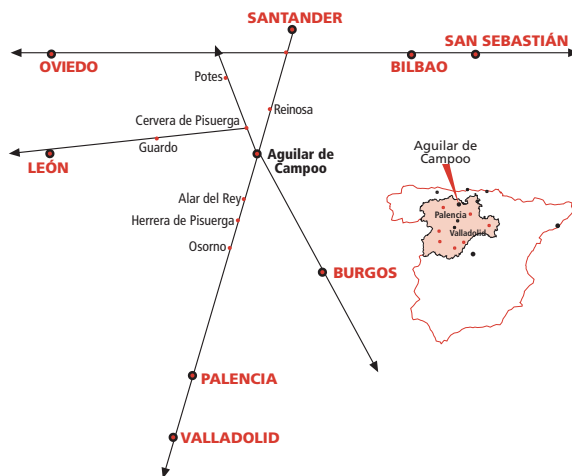 SANTANDER
SAN SEBASTIÁN
OVIEDO
BILBAO
Potes
Reinosa
Cervera de Pisuerga
Guardo
LEÓN
Aguilar de
Campoo
Aguilar de
Campoo
Alar del Rey
Palencia
Herrera de Pisuerga
Valladolid
Osorno
BURGOS
PALENCIA
VALLADOLID